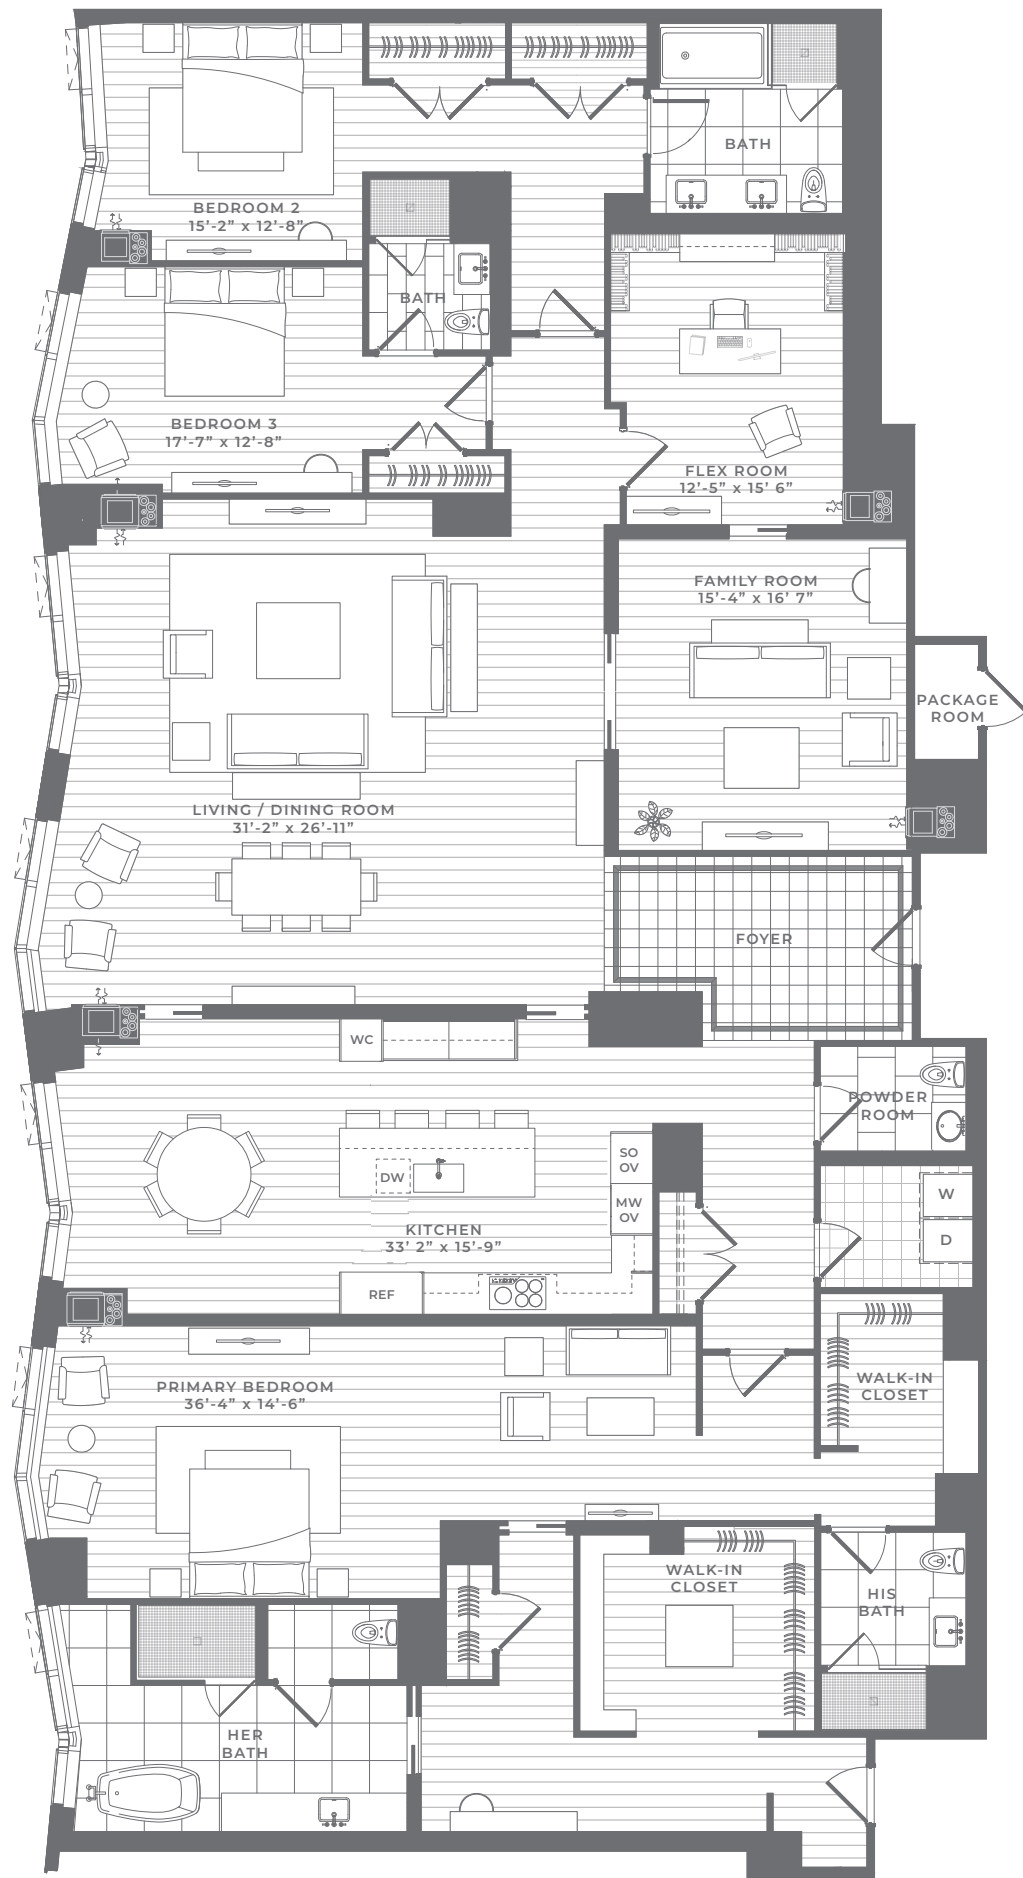 BATH
BEDROOM 2
15'-2" x 12'-8"
BATH
BEDROOM 3
17'-7" x 12'-8"
FLEX ROOM
12'-5" x 15' 6"
FAMILY ROOM
15'-4" x 16' 7"
PACKAGE
ROOM
LIVING / DINING ROOM
31'-2" x 26'-11"
FOYER
WC
POWDER
ROOM
SO
OV
DW
MW
OV
W
D
KITCHEN
33' 2" x 15'-9"
REF
PRIMARY BEDROOM
36'-4" x 14'-6"
WALK-IN
CLOSET
WALK-IN
CLOSET
HIS
BATH
HER
BATH